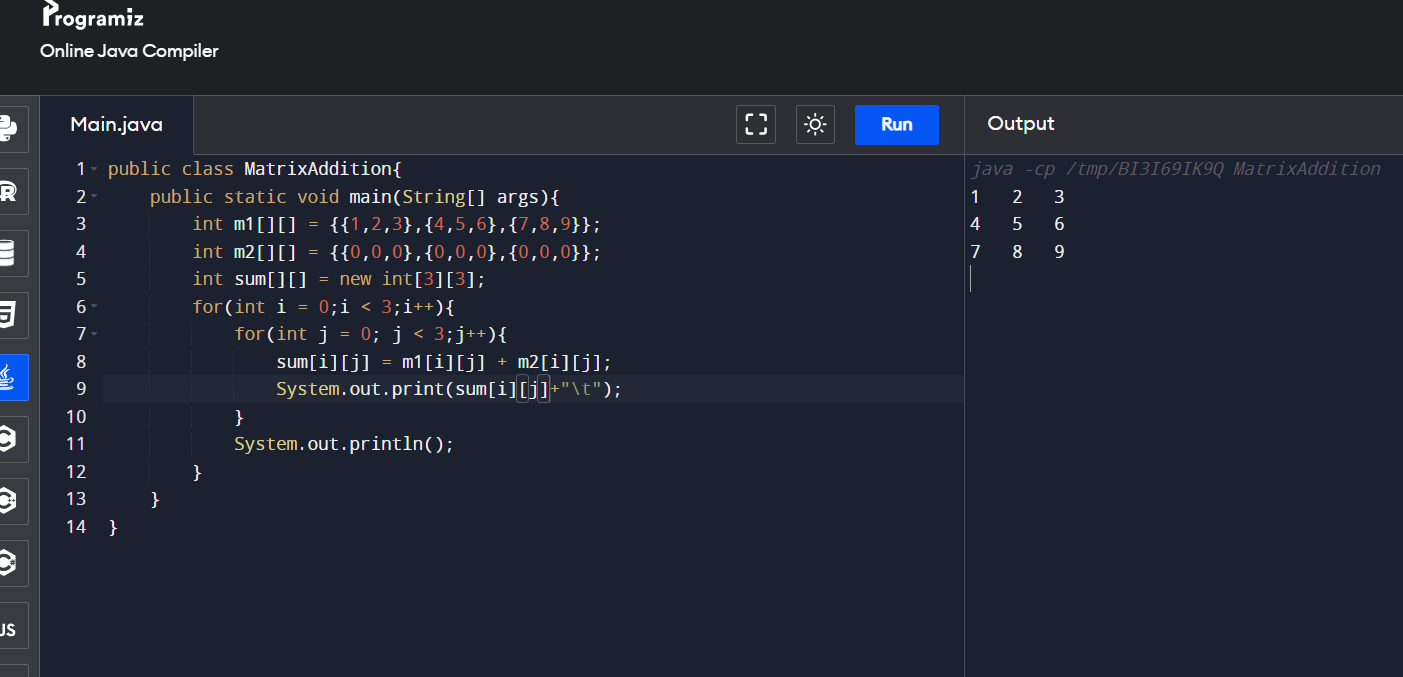 Programiz
Online Java Compiler
Main.java
Run
Output
1 public class MatrixAddition{
2     public static void main(String[] args){
3         int m1[][] = {{1,2,3},{4,5,6},{7,8,9}};
4         int m2[][] = {{0,0,0},{0,0,0},{0,0,0}};
5         int sum[][] = new int[3][3];
6         for(int i = 0;i < 3;i++){
7             for(int j = 0; j < 3;j++){
8                 sum[i][j] = m1[i][j] + m2[i][j];
9                 System.out.print(sum[i][j]+"\t");
10             }
11             System.out.println();
12         }
13     }
14 }
java -cp /tmp/BI3I69IK9Q MatrixAddition
1 2 3
4 5 6
7 8 9
R
5
C
C
C
JS